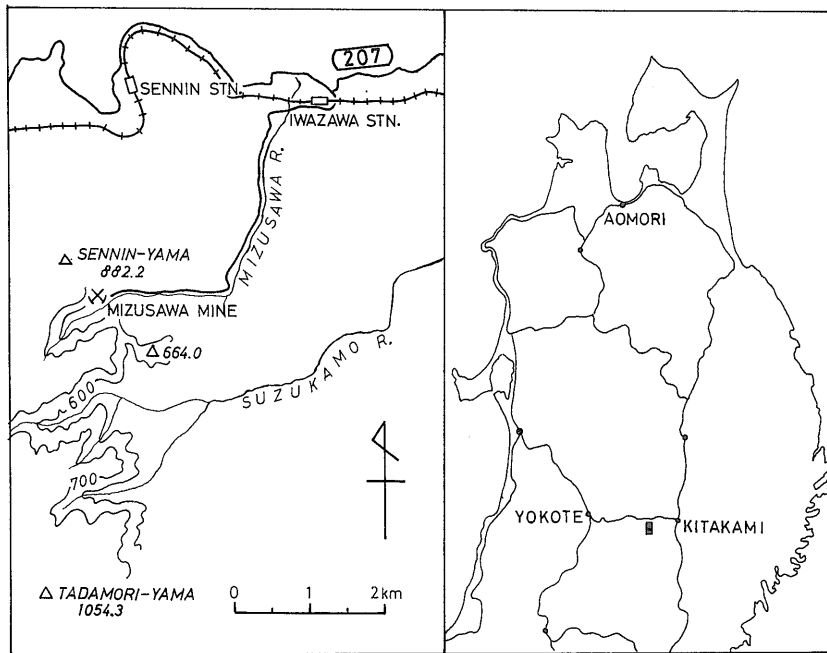 207
SENNIN STN.
IWAZAWA STN.
MIZUSAWA R.
△ SENNIN-YAMA
882.2
MIZUSAWA MINE
△ 664.0
600
SUZUKAMO R.
700
△ TADAMORI-YAMA
1054.3
0 1 2km
AOMORI
YOKOTE
KITAKAMI